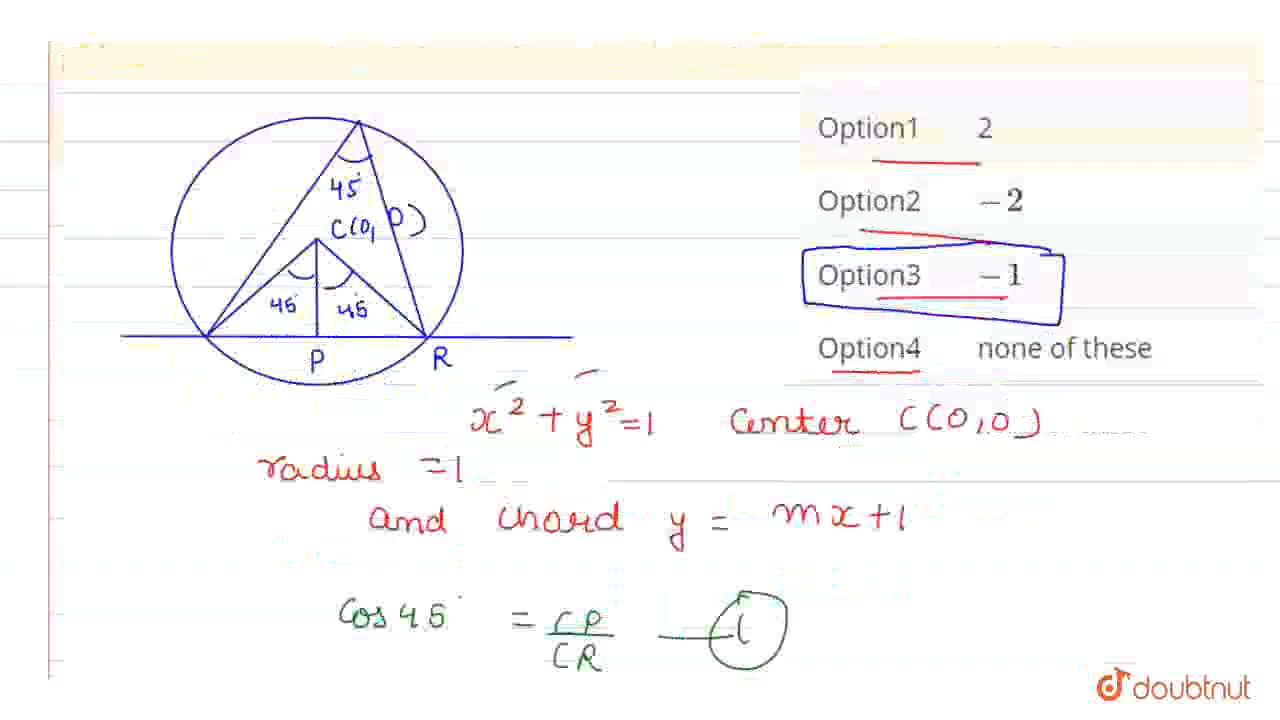 Option1 2
Option2 −2
Option3 −1
Option4 none of these
45°
C(0, 0)
45° 45°
P R
x² + y² = 1 Center C(0,0)
radius = 1
and chord y = mx + 1
Cos 45° = CP/CR — 1
doubtnut